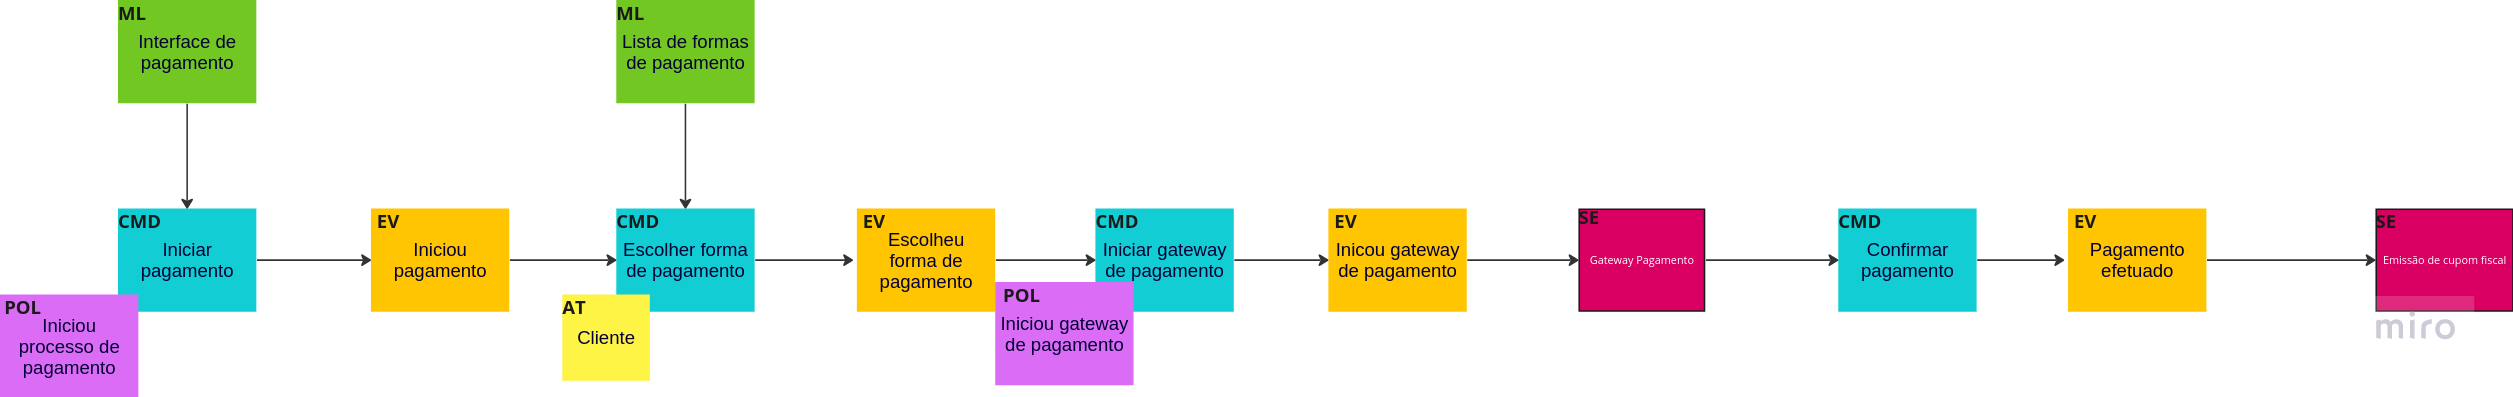 ML
Interface de
pagamento
ML
Lista de formas
de pagamento
CMD
Iniciar
pagamento
POL
Iniciou
processo de
pagamento
EV
Iniciou
pagamento
CMD
Escolher forma
de pagamento
AT
Cliente
EV
Escolheu
forma de
pagamento
CMD
Iniciar gateway
de pagamento
POL
Iniciou gateway
de pagamento
EV
Inicou gateway
de pagamento
SE
Gateway Pagamento
CMD
Confirmar
pagamento
EV
Pagamento
efetuado
SE
Emissão de cupom fiscal
miro